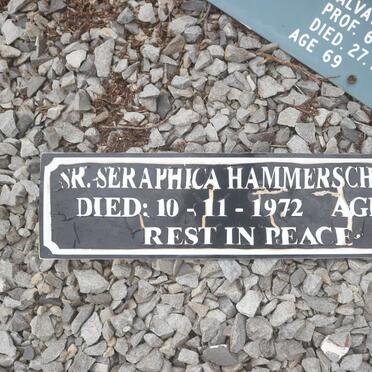 ALVA
PROF. 6
DIED. 27.
AGE 69
SR. SERAPHICA HAMMERSCH
DIED: 10 - 11 - 1972 AG
REST IN PEACE.